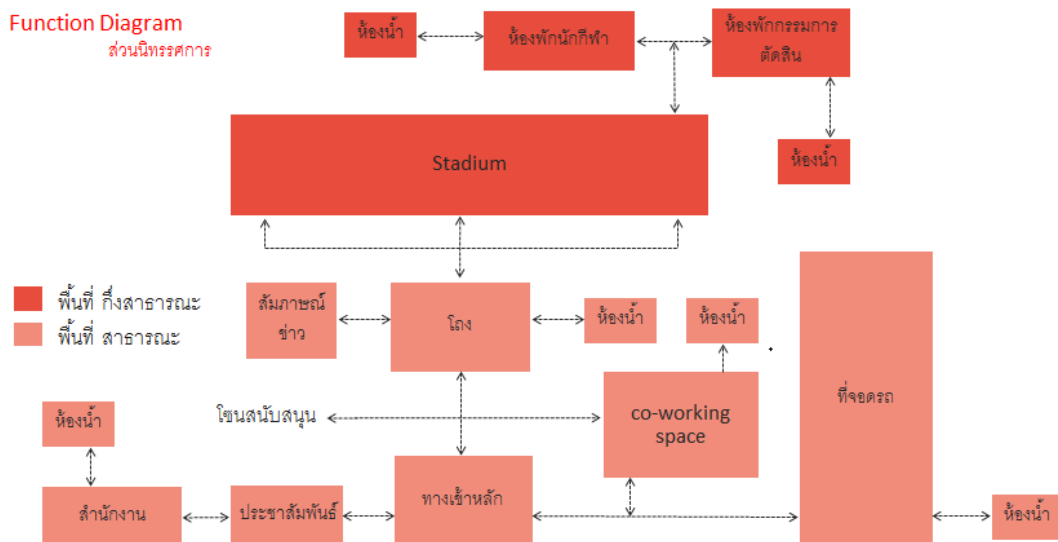 Function Diagram
ส่วนนิทรรศการ
ห้องน้ำ
ห้องพักนักกีฬา
ห้องพักกรรมการ
ตัดสิน
ห้องน้ำ
Stadium
พื้นที่ กึ่งสาธารณะ
พื้นที่ สาธารณะ
สัมภาษณ์
ข่าว
โถง
ห้องน้ำ
ห้องน้ำ
ที่จอดรถ
โซนสนับสนุน
co-working
space
ห้องน้ำ
สำนักงาน
ประชาสัมพันธ์
ทางเข้าหลัก
ห้องน้ำ